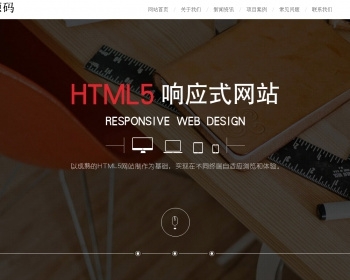 源码
网站首页 / 关于我们 / 新闻资讯 / 项目案例 / 常见问题 / 联系我们
HTML5 响应式网站
RESPONSIVE WEB DESIGN
以成熟的HTML5网站制作为基础，实现在不同终端自适应浏览和体验。